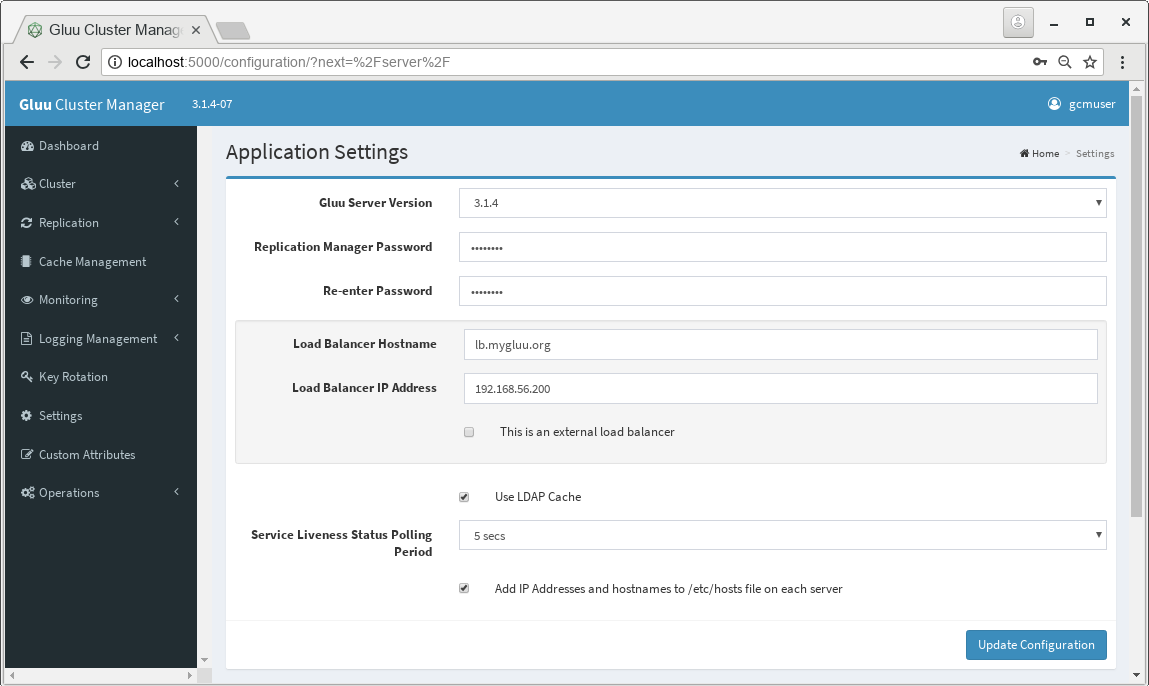 Gluu Cluster Manag
localhost:5000/configuration/?next=%2Fserver%2F
Gluu Cluster Manager 3.1.4-07 gcmuser
Dashboard
Cluster
Replication
Cache Management
Monitoring
Logging Management
Key Rotation
Settings
Custom Attributes
Operations
Application Settings
Home > Settings
Gluu Server Version 3.1.4
Replication Manager Password ••••••••
Re-enter Password ••••••••
Load Balancer Hostname lb.mygluu.org
Load Balancer IP Address 192.168.56.200
This is an external load balancer
Use LDAP Cache
Service Liveness Status Polling
Period
5 secs
Add IP Addresses and hostnames to /etc/hosts file on each server
Update Configuration